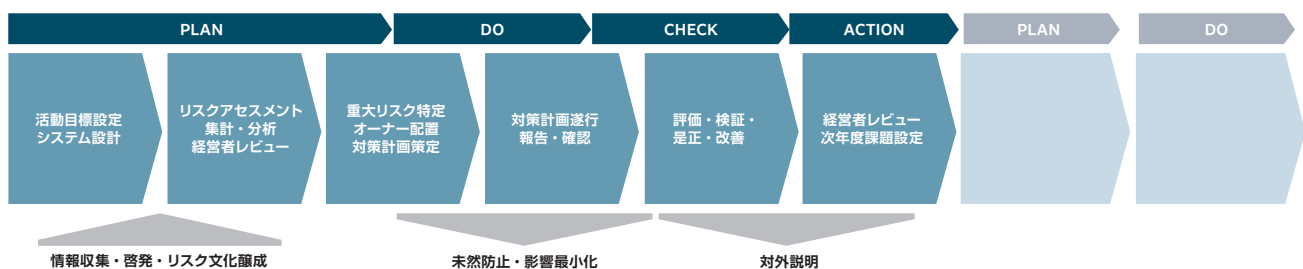 PLAN
DO
CHECK
ACTION
PLAN
DO
活動目標設定
システム設計
リスクアセスメント
集計・分析
経営者レビュー
重大リスク特定
オーナー配置
対策計画策定
対策計画遂行
報告・確認
評価・検証・
是正・改善
経営者レビュー
次年度課題設定
情報収集・啓発・リスク文化醸成
未然防止・影響最小化
対外説明